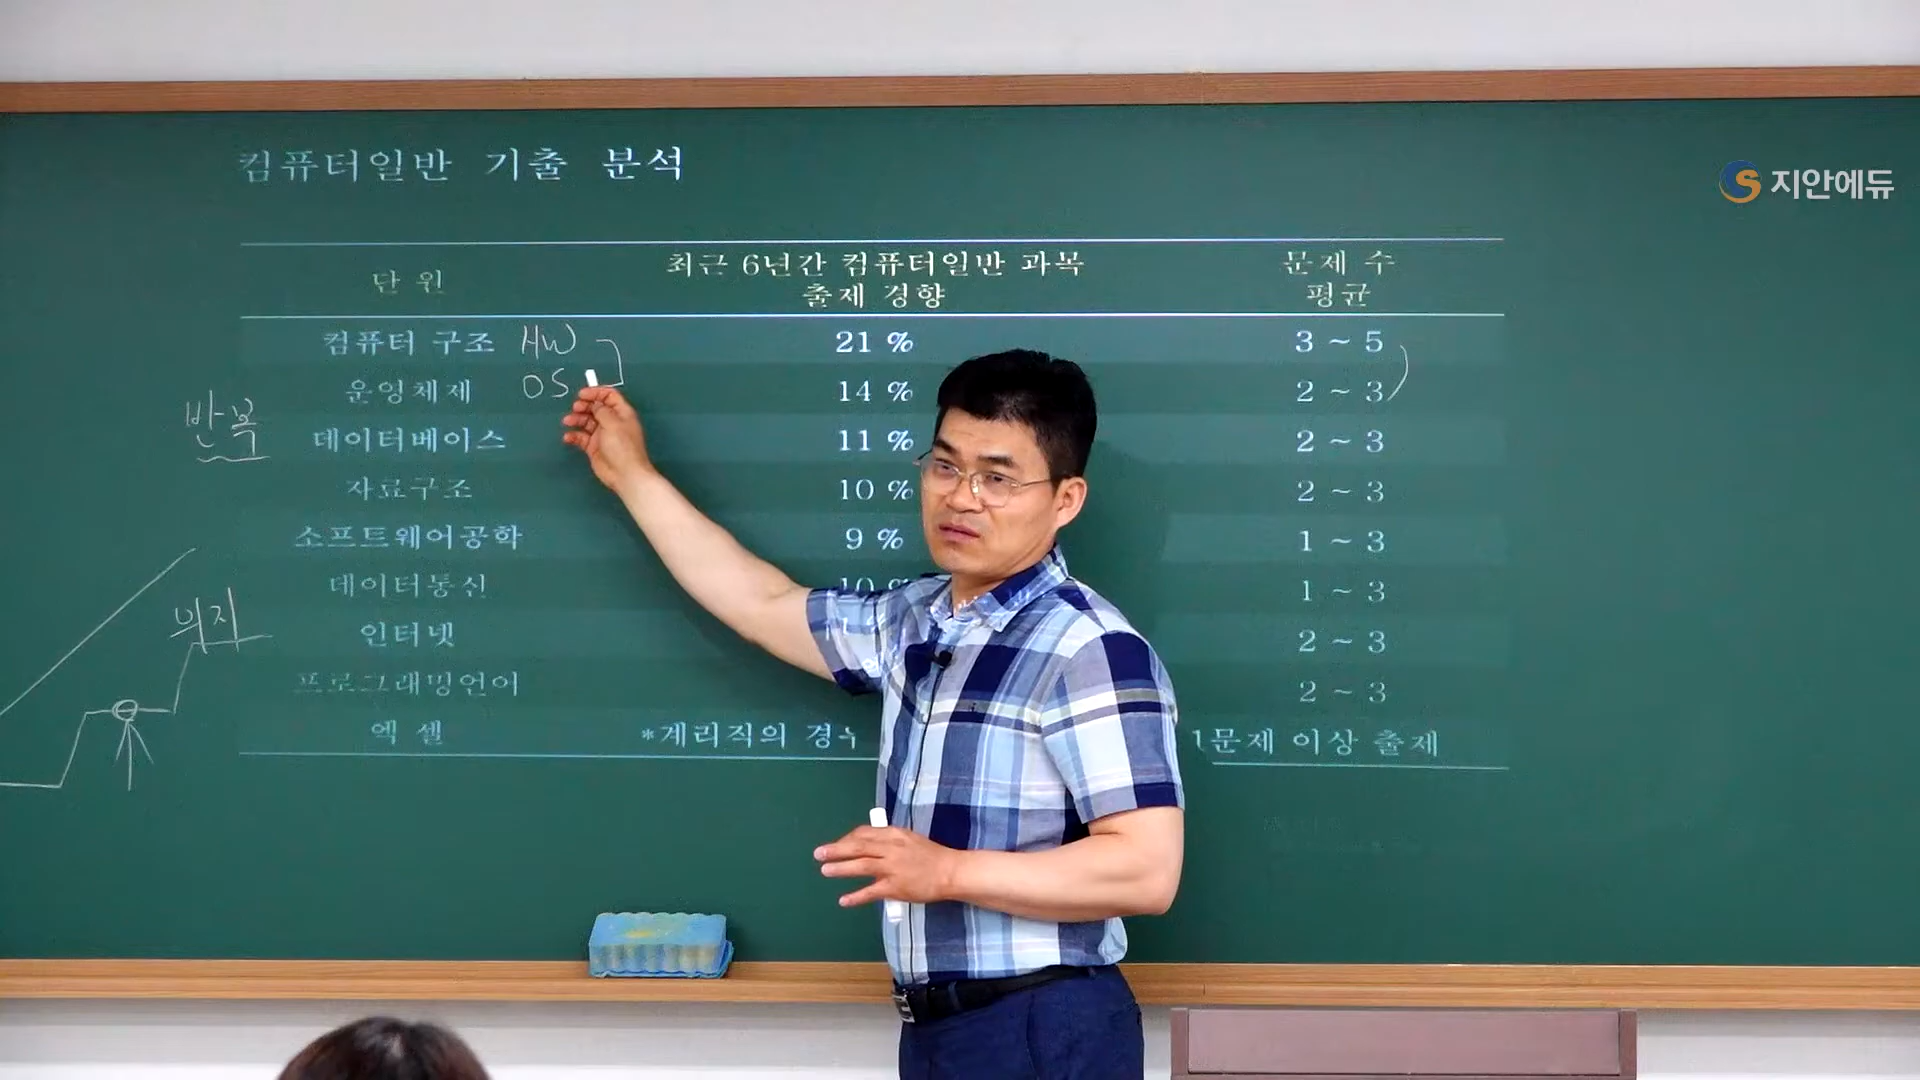 컴퓨터일반 기출 분석
지안에듀
단 원
최근 6년간 컴퓨터일반 과목
출제 경향
문제 수
평균
컴퓨터 구조 HW 21 % 3 ~ 5
운영체제 OS 14 % 2 ~ 3
반복
데이터베이스 11 % 2 ~ 3
자료구조 10 % 2 ~ 3
소프트웨어공학 9 % 1 ~ 3
데이터통신 10 1 ~ 3
의지
인터넷 2 ~ 3
프로그래밍언어 2 ~ 3
엑 셀 *계리직의 1문제 이상 출제